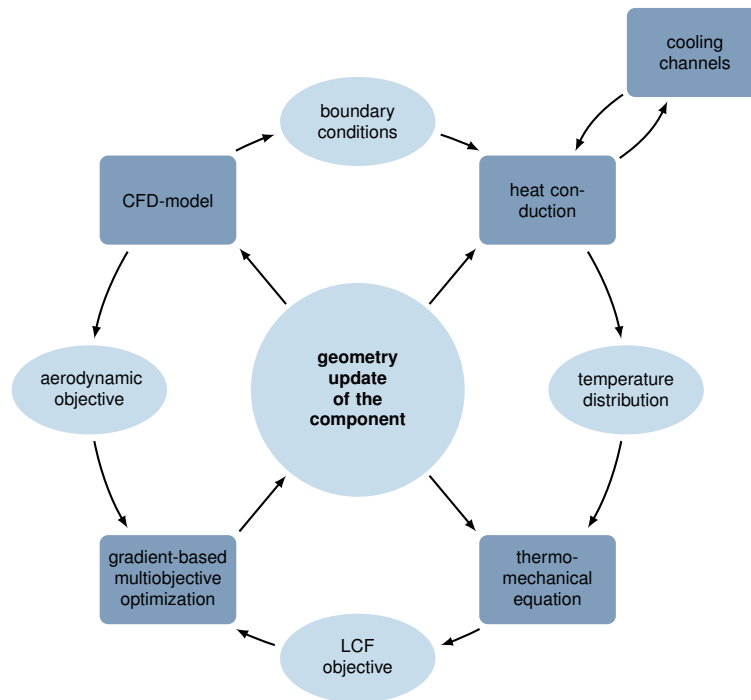 cooling
channels
boundary
conditions
CFD-model
heat con-
duction
geometry
update
of the
component
aerodynamic
objective
temperature
distribution
gradient-based
multiobjective
optimization
thermo-
mechanical
equation
LCF
objective